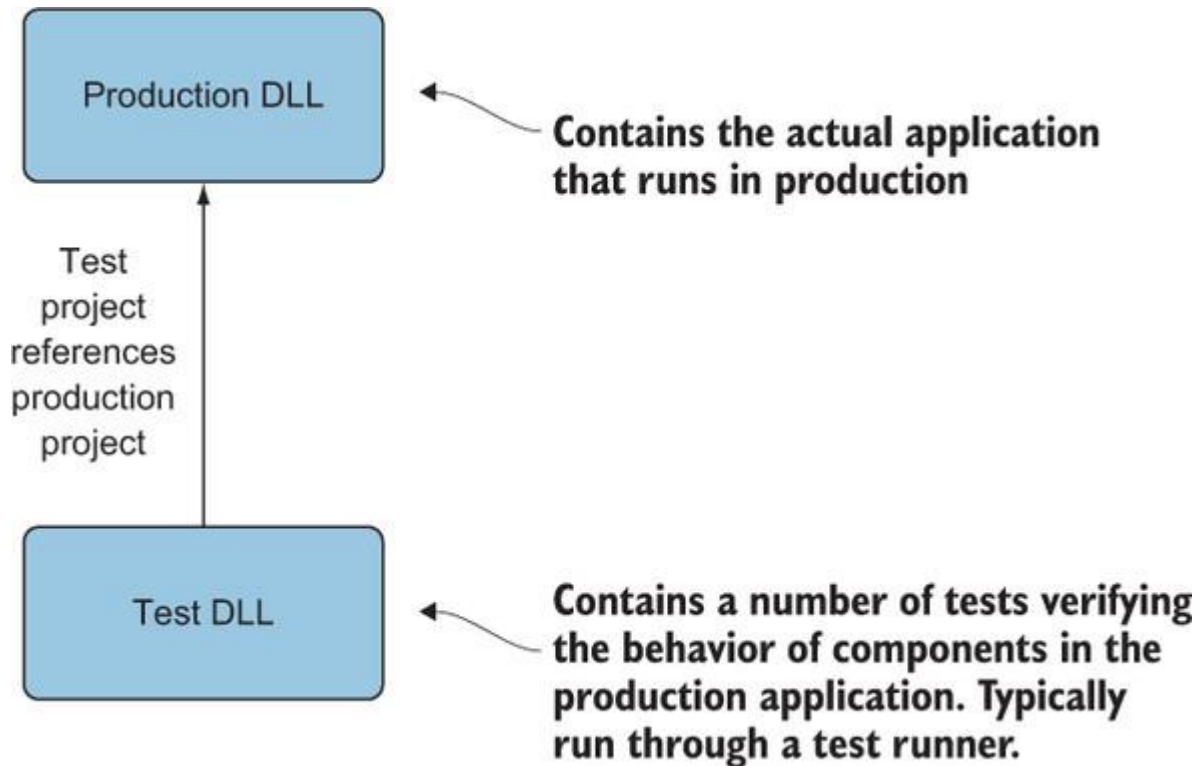 Production DLL
Contains the actual application
that runs in production
Test
project
references
production
project
Test DLL
Contains a number of tests verifying
the behavior of components in the
production application. Typically
run through a test runner.